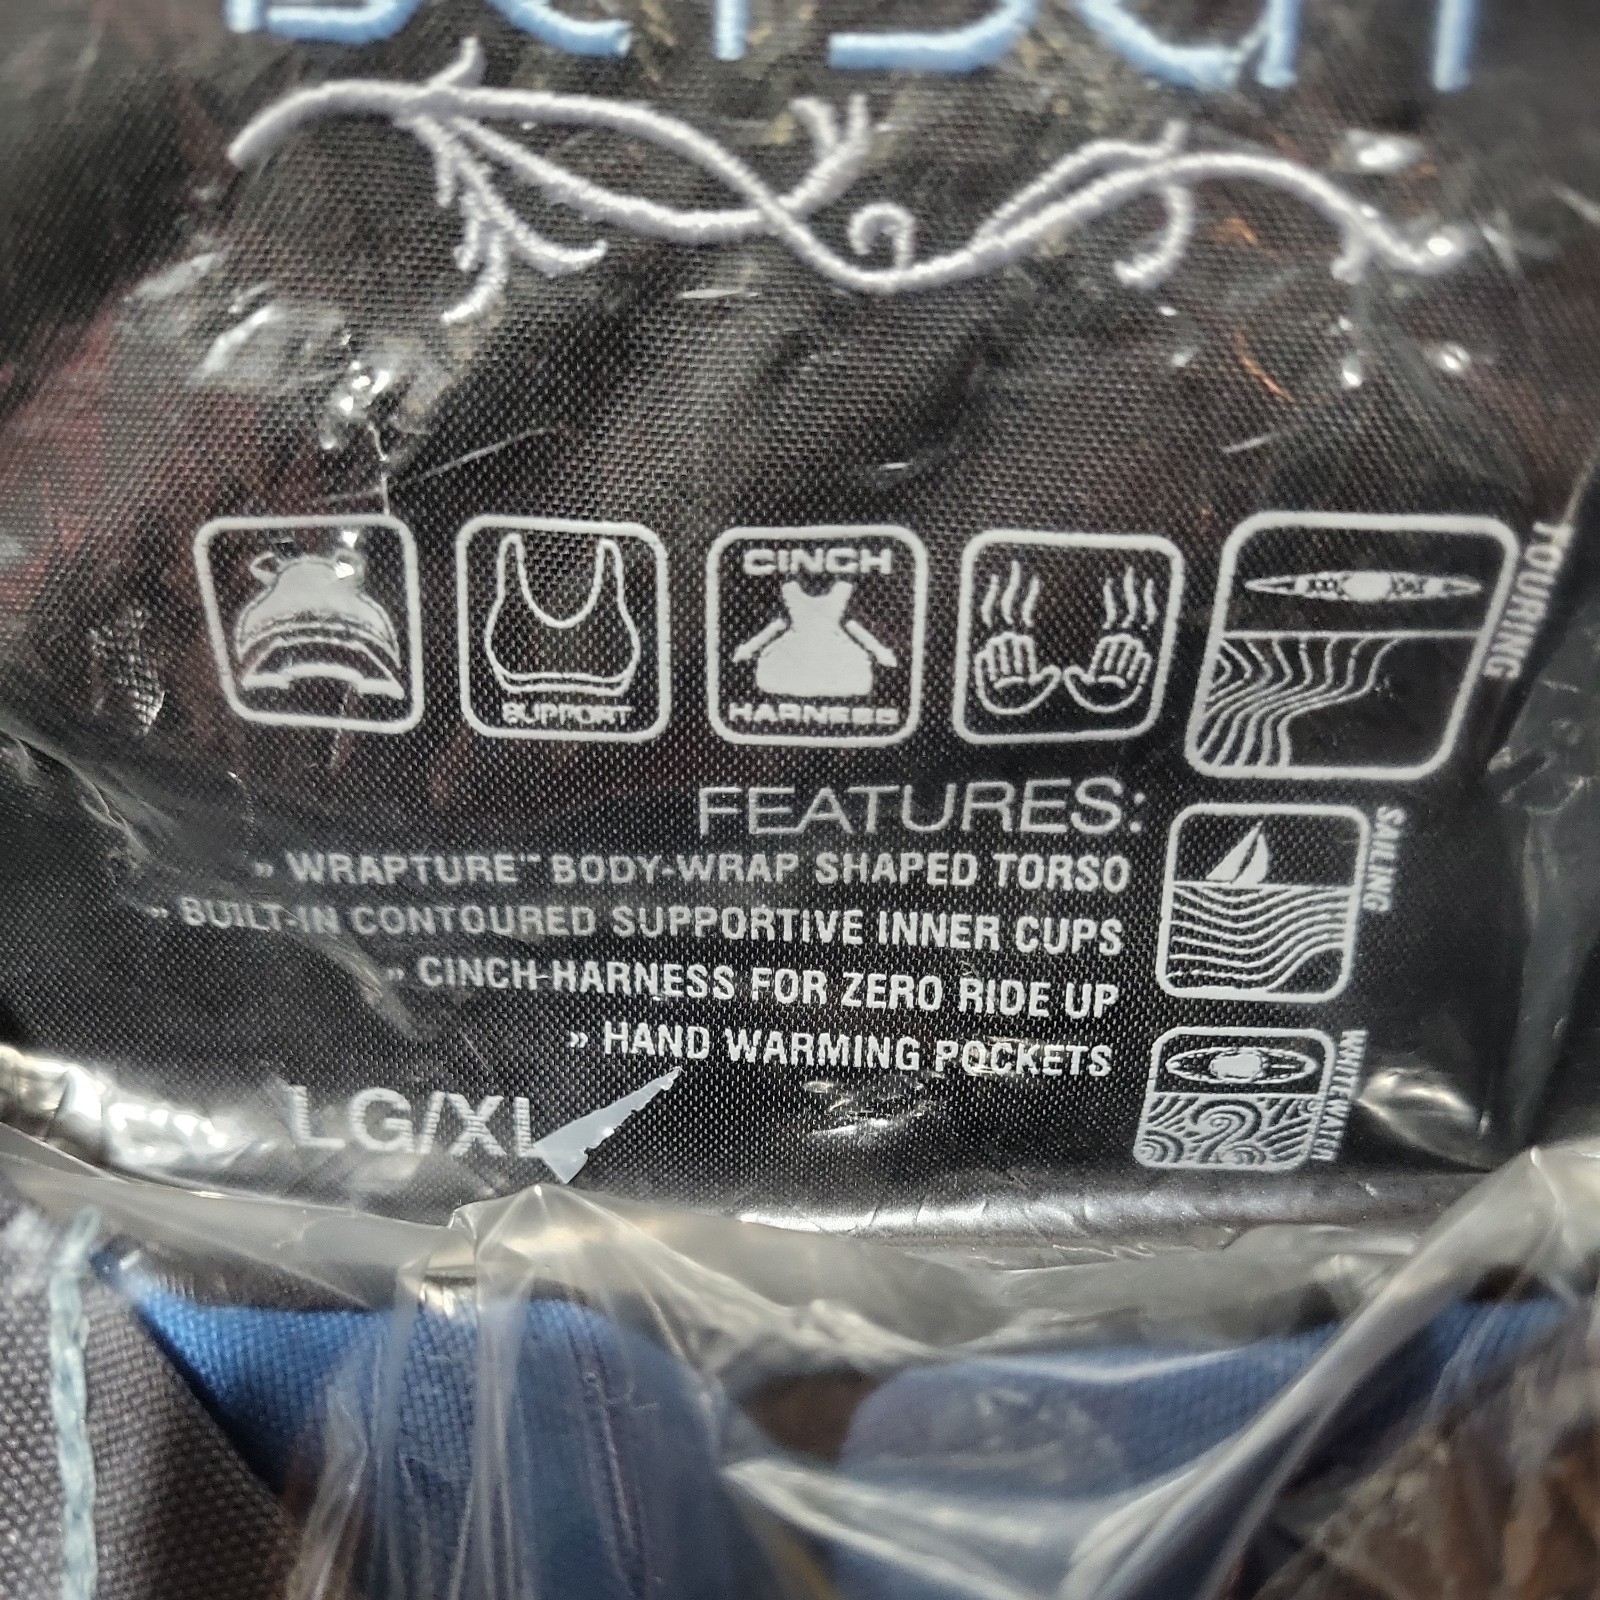 SUPPORT
CINCH
HARNESS
TOURING
FEATURES:
» WRAPTURE™ BODY-WRAP SHAPED TORSO
» BUILT-IN CONTOURED SUPPORTIVE INNER CUPS
» CINCH-HARNESS FOR ZERO RIDE UP
» HAND WARMING POCKETS
SAILING
WHITEWATER
LG/XL